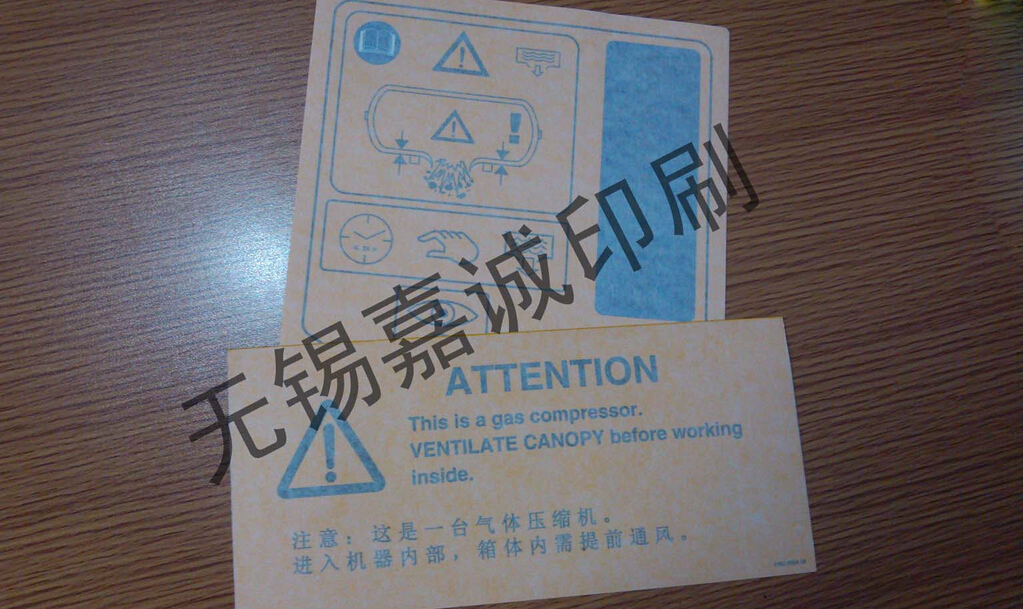 无锡嘉诚印刷
ATTENTION
This is a gas compressor.
VENTILATE CANOPY before working
inside.
注意：这是一台气体压缩机。
进入机器内部，箱体内需提前通风。